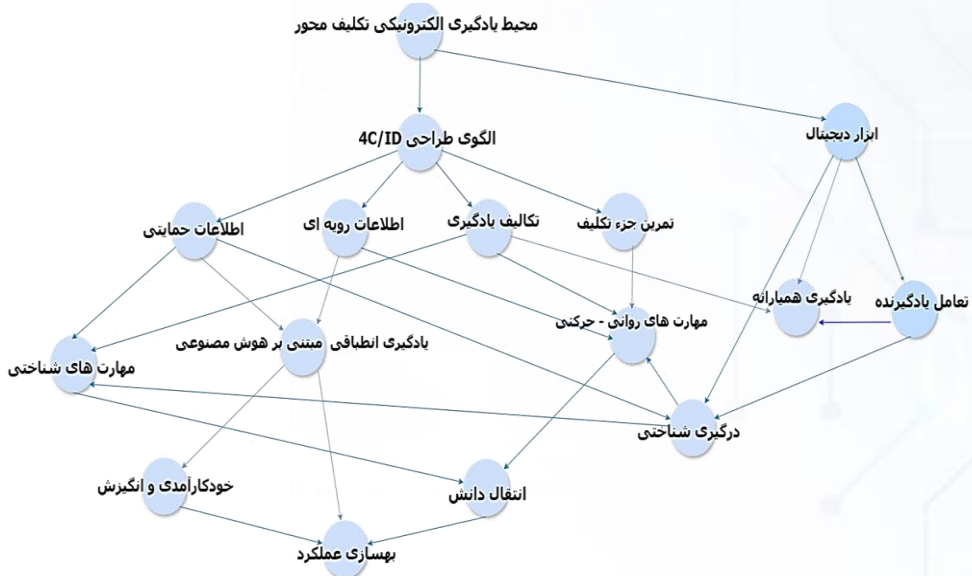 محیط یادگیری الکترونیکی تکلیف محور
ابزار دیجیتال
الگوی طراحی 4C/ID
تمرین جزء تکلیف
تکالیف یادگیری
اطلاعات رویه ای
اطلاعات حمایتی
تعامل یادگیرنده
یادگیری همیارانه
مهارت های روانی - حرکتی
یادگیری انطباقی مبتنی بر هوش مصنوعی
مهارت های شناختی
درگیری شناختی
انتقال دانش
خودکارآمدی و انگیزش
بهسازی عملکرد